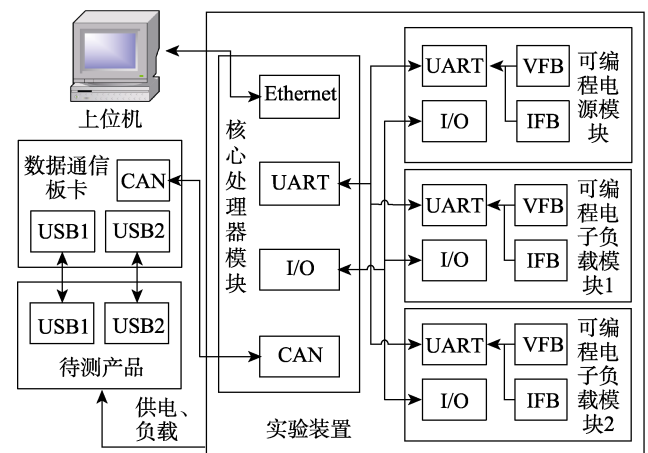 上位机
数据通信
板卡
CAN
USB1
USB2
USB1
USB2
待测产品
供电、
负载
核心处理器模块
Ethernet
UART
I/O
CAN
实验装置
UART
VFB
I/O
IFB
可编
程电
源模
块
UART
VFB
I/O
IFB
可编
程电
子负
载模
块1
UART
VFB
I/O
IFB
可编
程电
子负
载模
块2